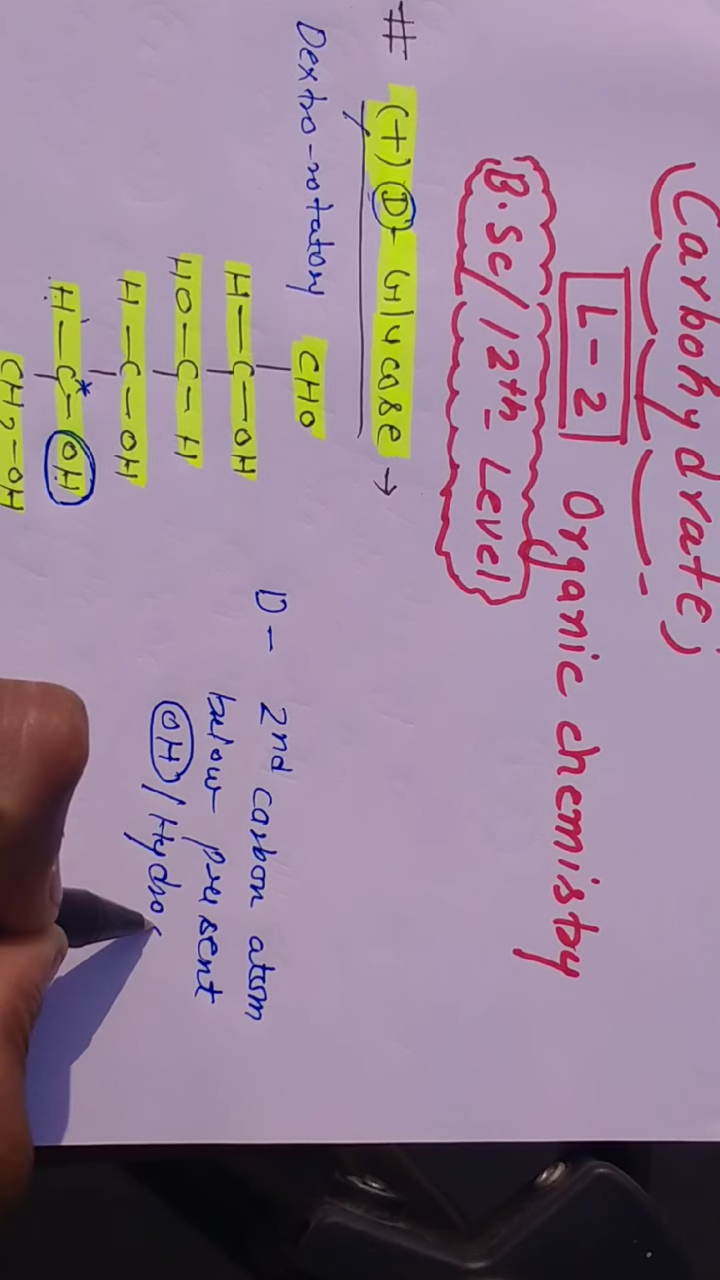 (Carbohydrate)
L-2 Organic chemistry
B.Sc/12th Level
# (+) D- Glucose →
Dextro-rotatory
CHO
H-C-OH
HO-C-H
H-C-OH
H-C*-OH
CH2-OH
D- 2nd carbon atom
below present
OH/Hydro